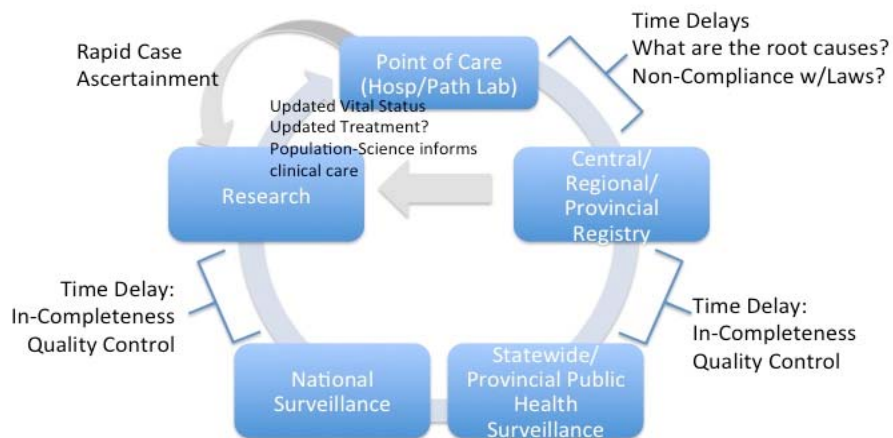 Time Delays
What are the root causes?
Non-Compliance w/Laws?
Rapid Case
Ascertainment
Point of Care
(Hosp/Path Lab)
Updated Vital Status
Updated Treatment?
Population-Science informs
clinical care
Research
Central/
Regional/
Provincial
Registry
Time Delay:
In-Completeness
Quality Control
Time Delay:
In-Completeness
Quality Control
National
Surveillance
Statewide/
Provincial Public
Health
Surveillance